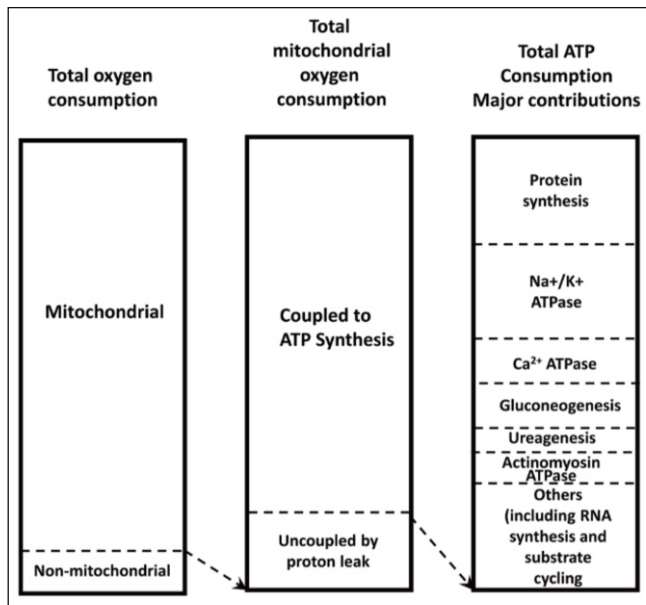 Total oxygen
consumption
Total
mitochondrial
oxygen
consumption
Total ATP
Consumption
Major contributions
Mitochondrial
Non-mitochondrial
Coupled to
ATP Synthesis
Uncoupled by
proton leak
Protein
synthesis
Na+/K+
ATPase
Ca²⁺ ATPase
Gluconeogenesis
Ureagenesis
Actinomyosin
ATPase
Others
(including RNA
synthesis and
substrate
cycling